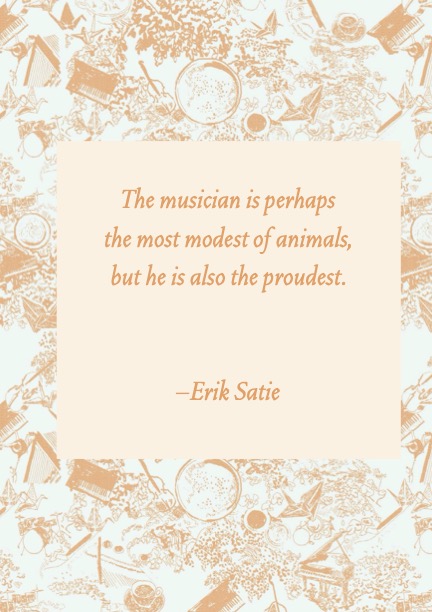 The musician is perhaps
the most modest of animals,
but he is also the proudest.
–Erik Satie